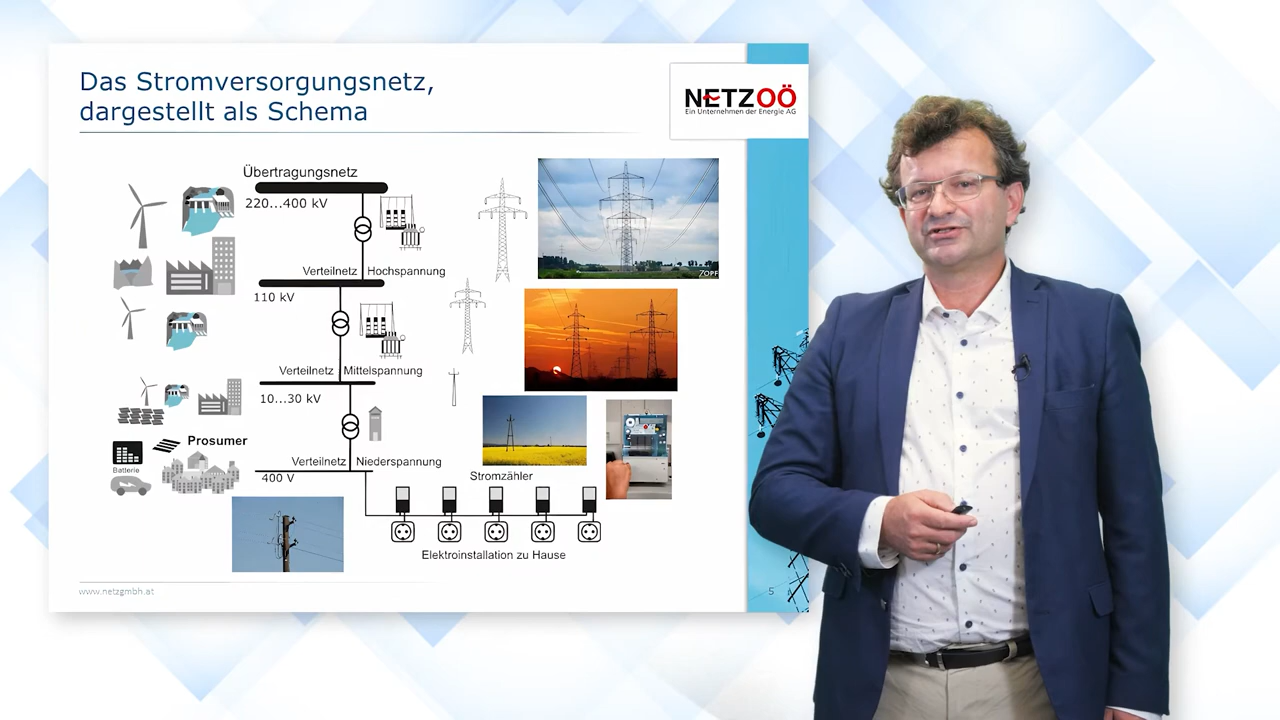 Das Stromversorgungsnetz,
dargestellt als Schema
NETZOÖ
Ein Unternehmen der Energie AG
Übertragungsnetz
220...400 kV
ZOPF
Verteilnetz Hochspannung
110 kV
Verteilnetz Mittelspannung
10...30 kV
Prosumer
Batterie
Verteilnetz Niederspannung
400 V
Stromzähler
Elektroinstallation zu Hause
www.netzgmbh.at
5